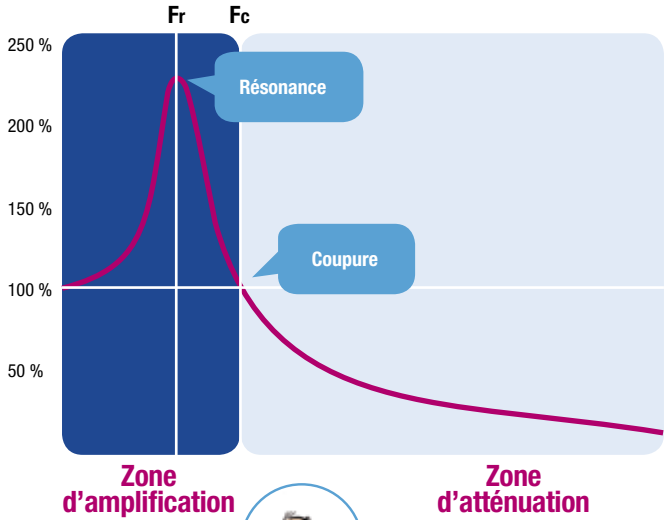 Fr Fc
250 %
Résonance
200 %
150 %
Coupure
100 %
50 %
Zone
d'amplification
Zone
d'atténuation